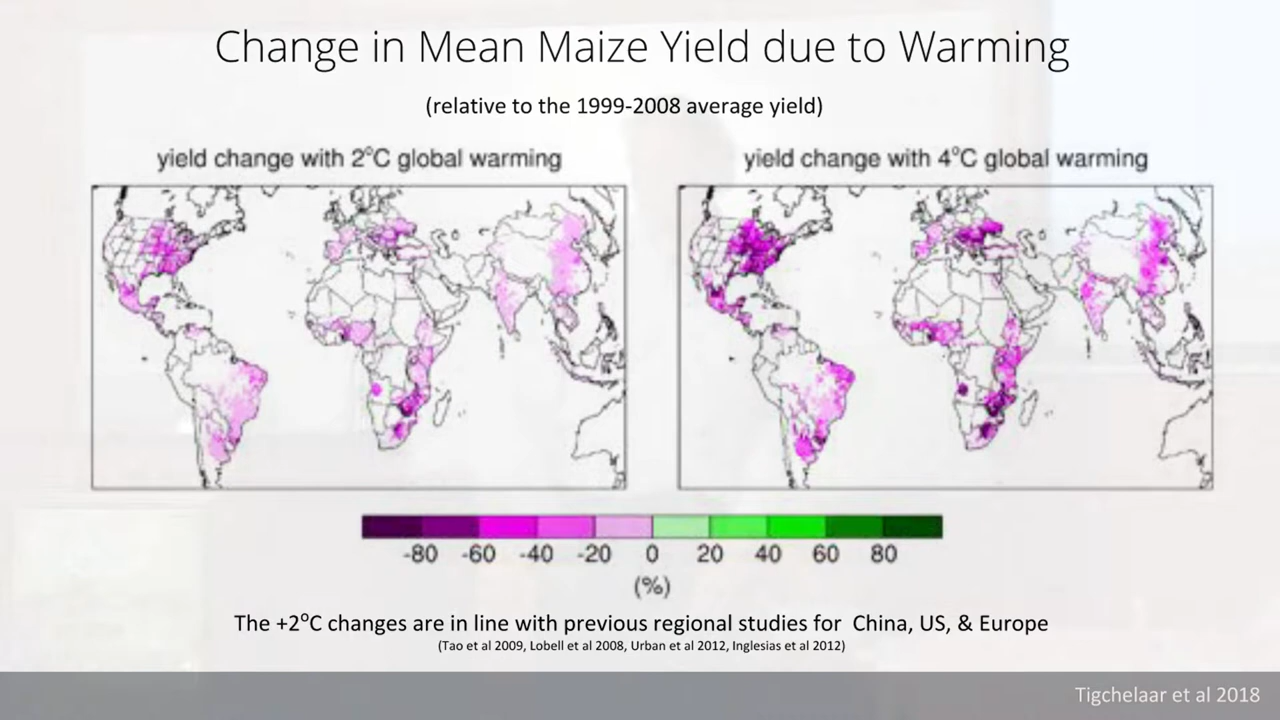 Change in Mean Maize Yield due to Warming
(relative to the 1999-2008 average yield)
yield change with 2°C global warming
yield change with 4°C global warming
-80 -60 -40 -20 0 20 40 60 80
(%)
The +2°C changes are in line with previous regional studies for China, US, & Europe
(Tao et al 2009, Lobell et al 2008, Urban et al 2012, Inglesias et al 2012)
Tigchelaar et al 2018